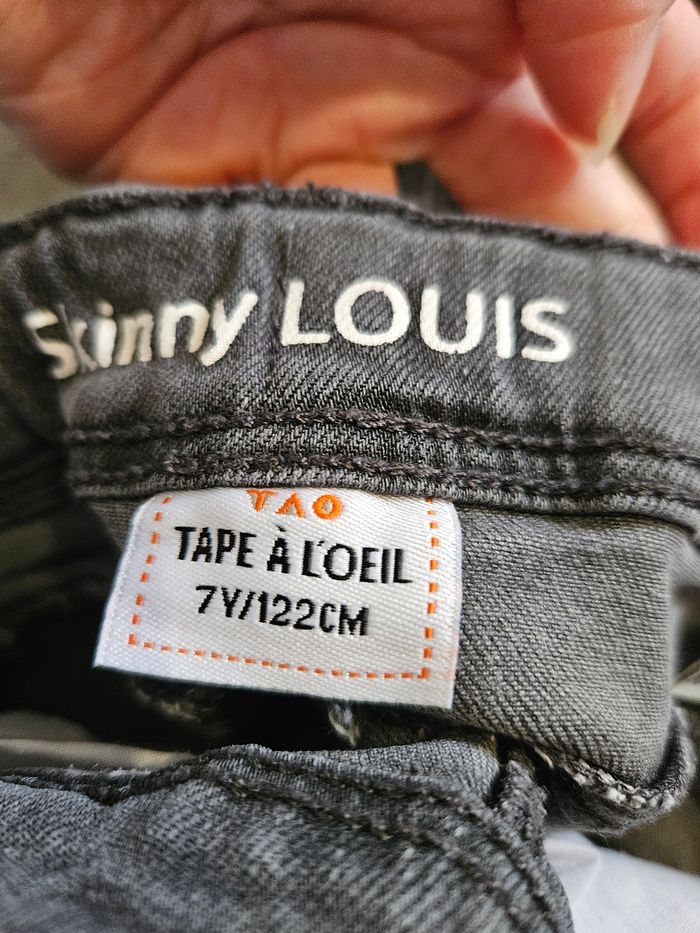 Skinny LOUIS
TAO
TAPE À L'OEIL
7Y/122CM